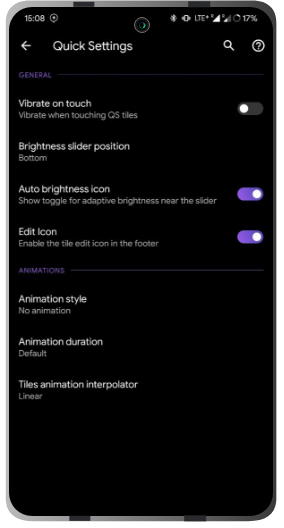 15:08 LTE+ 17%
Quick Settings
GENERAL
Vibrate on touch
Vibrate when touching QS tiles
Brightness slider position
Bottom
Auto brightness icon
Show toggle for adaptive brightness near the slider
Edit Icon
Enable the tile edit icon in the footer
ANIMATIONS
Animation style
No animation
Animation duration
Default
Tiles animation interpolator
Linear